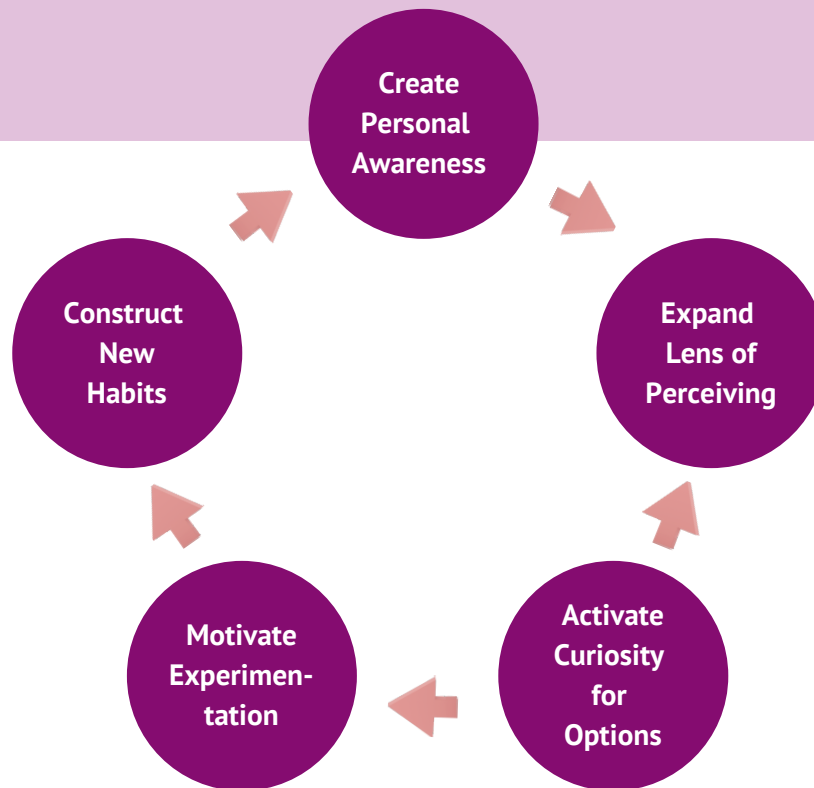 Create
Personal
Awareness
Expand
Lens of
Perceiving
Activate
Curiosity
for
Options
Motivate
Experimen-
tation
Construct
New
Habits